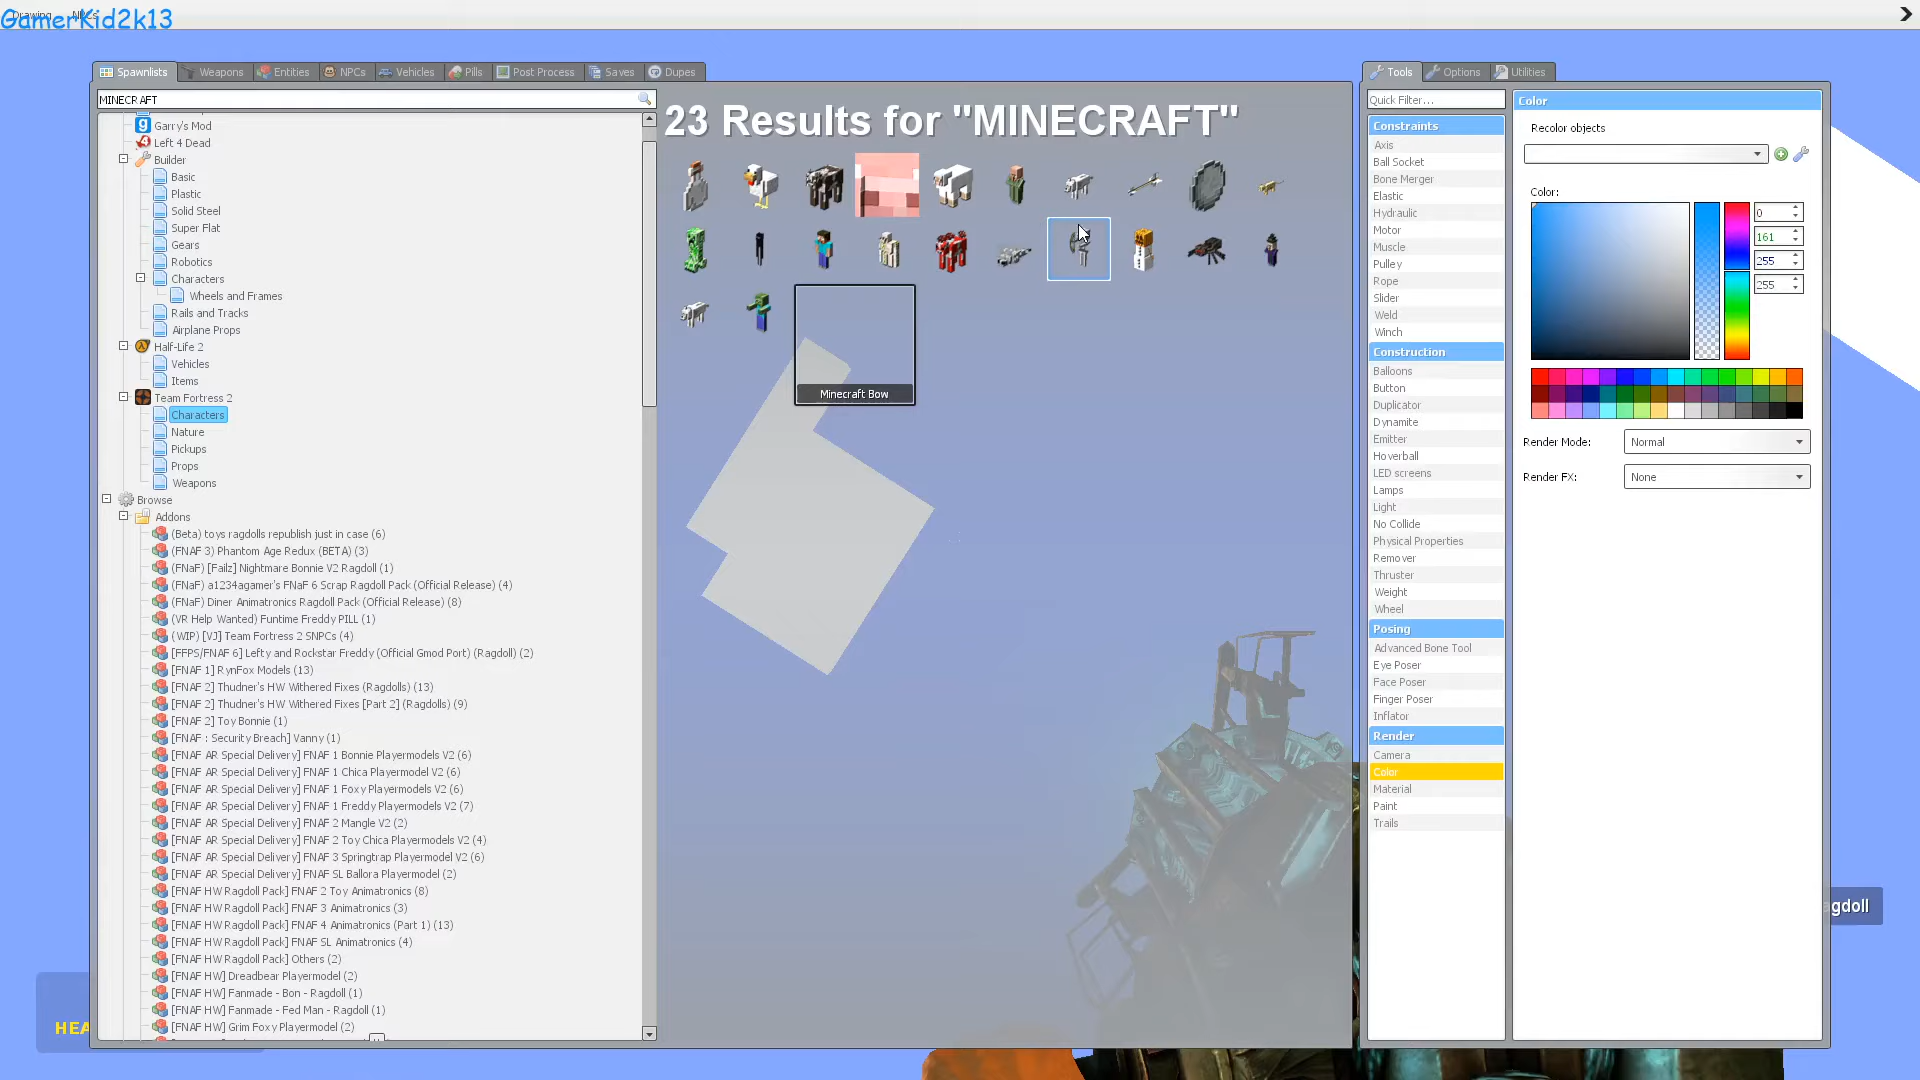 Drawing NPCs
GamerKid2k13
Spawnlists Weapons Entities NPCs Vehicles Pills Post Process Saves Dupes
MINECRAFT
Garry's Mod
Left 4 Dead
Builder
Basic
Plastic
Solid Steel
Super Flat
Gears
Robotics
Characters
Wheels and Frames
Rails and Tracks
Airplane Props
Half-Life 2
Vehicles
Items
Team Fortress 2
Characters
Nature
Pickups
Props
Weapons
Browse
Addons
(Beta) toys ragdolls republish just in case (6)
(FNAF 3) Phantom Age Redux (BETA) (3)
(FNaF) [Failz] Nightmare Bonnie V2 Ragdoll (1)
(FNaF) a1234agamer's FNaF 6 Scrap Ragdoll Pack (Official Release) (4)
(FNaF) Diner Animatronics Ragdoll Pack (Official Release) (8)
(VR Help Wanted) Funtime Freddy PILL (1)
(WIP) [VJ] Team Fortress 2 SNPCs (4)
[FFPS/FNAF 6] Lefty and Rockstar Freddy (Official Gmod Port) (Ragdoll) (2)
[FNAF 1] RynFox Models (13)
[FNAF 2] Thudner's HW Withered Fixes (Ragdolls) (13)
[FNAF 2] Thudner's HW Withered Fixes [Part 2] (Ragdolls) (9)
[FNAF 2] Toy Bonnie (1)
[FNAF : Security Breach] Vanny (1)
[FNAF AR Special Delivery] FNAF 1 Bonnie Playermodels V2 (6)
[FNAF AR Special Delivery] FNAF 1 Chica Playermodel V2 (6)
[FNAF AR Special Delivery] FNAF 1 Foxy Playermodels V2 (6)
[FNAF AR Special Delivery] FNAF 1 Freddy Playermodels V2 (7)
[FNAF AR Special Delivery] FNAF 2 Mangle V2 (2)
[FNAF AR Special Delivery] FNAF 2 Toy Chica Playermodels V2 (4)
[FNAF AR Special Delivery] FNAF 3 Springtrap Playermodel V2 (6)
[FNAF AR Special Delivery] FNAF SL Ballora Playermodel (2)
[FNAF HW Ragdoll Pack] FNAF 2 Toy Animatronics (8)
[FNAF HW Ragdoll Pack] FNAF 3 Animatronics (3)
[FNAF HW Ragdoll Pack] FNAF 4 Animatronics (Part 1) (13)
[FNAF HW Ragdoll Pack] FNAF SL Animatronics (4)
[FNAF HW Ragdoll Pack] Others (2)
[FNAF HW] Dreadbear Playermodel (2)
[FNAF HW] Fanmade - Bon - Ragdoll (1)
[FNAF HW] Fanmade - Fed Man - Ragdoll (1)
[FNAF HW] Grim Foxy Playermodel (2)
HEA
23 Results for "MINECRAFT"
Minecraft Bow
Tools Options Utilities
Quick Filter...
Constraints
Axis
Ball Socket
Bone Merger
Elastic
Hydraulic
Motor
Muscle
Pulley
Rope
Slider
Weld
Winch
Construction
Balloons
Button
Duplicator
Dynamite
Emitter
Hoverball
LED screens
Lamps
Light
No Collide
Physical Properties
Remover
Thruster
Weight
Wheel
Posing
Advanced Bone Tool
Eye Poser
Face Poser
Finger Poser
Inflator
Render
Camera
Color
Material
Paint
Trails
Color
Recolor objects
Color:
0
161
255
255
Render Mode: Normal
Render FX: None
agdoll